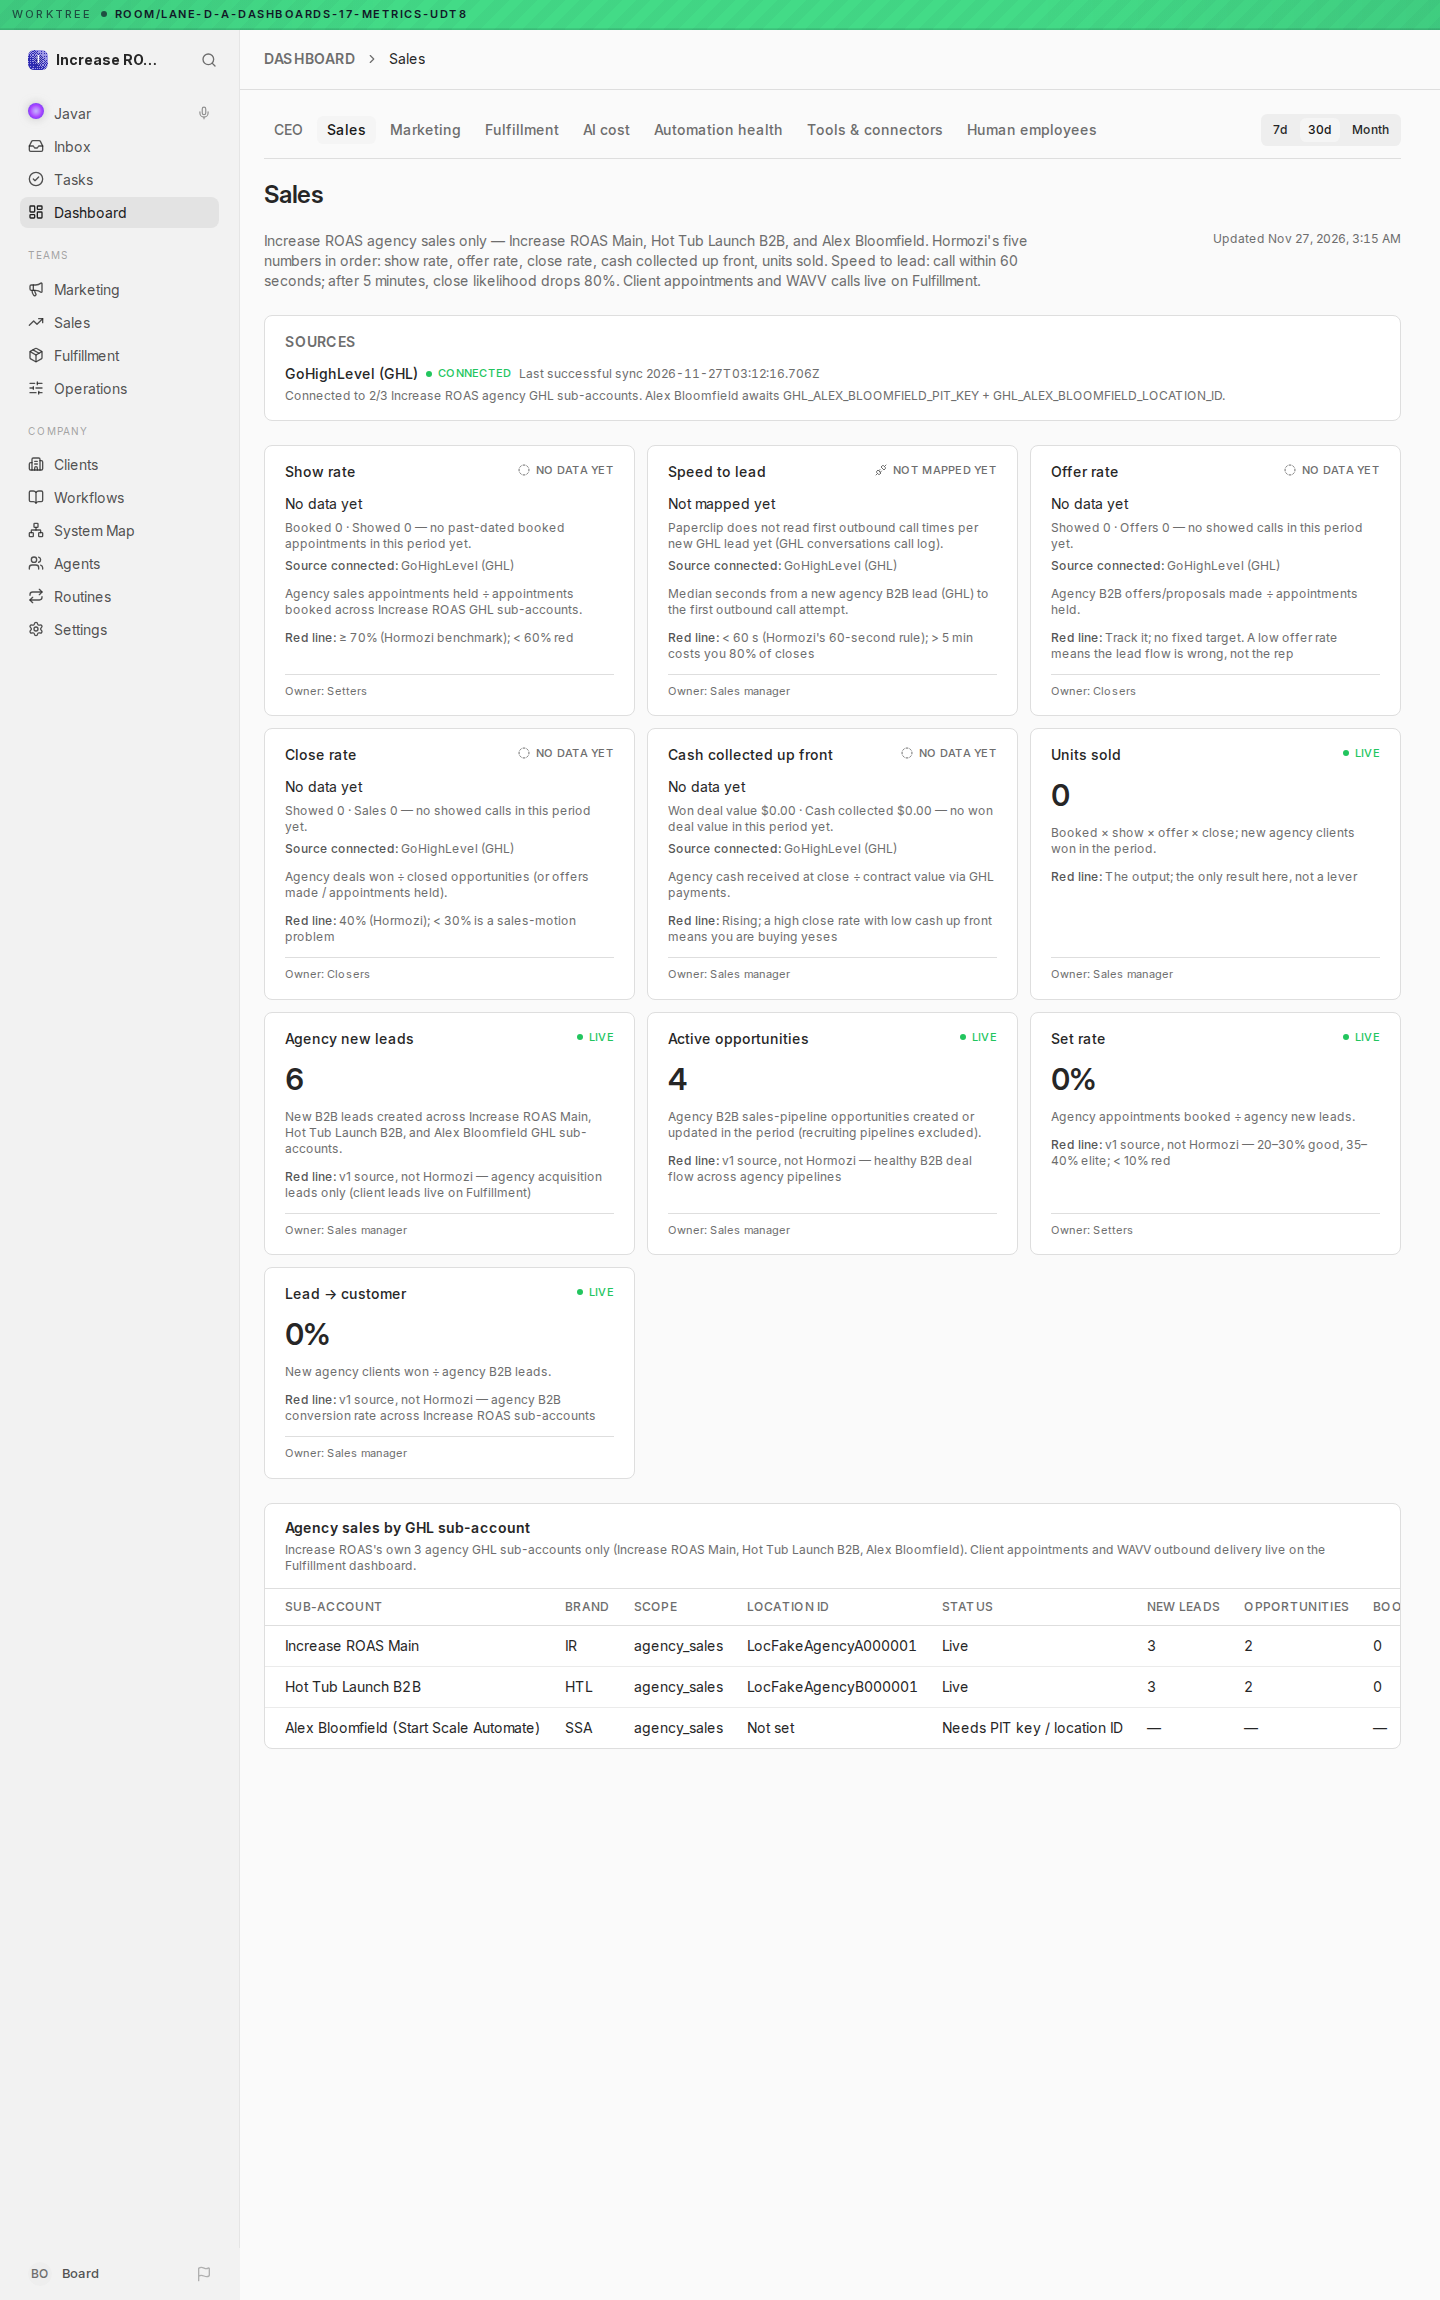 WORKTREE ● ROOM/LANE-D-A-DASHBOARDS-17-METRICS-UDT8
Increase RO...
Javar
Inbox
Tasks
Dashboard
TEAMS
Marketing
Sales
Fulfillment
Operations
COMPANY
Clients
Workflows
System Map
Agents
Routines
Settings
BO Board
DASHBOARD > Sales
CEO Sales Marketing Fulfillment AI cost Automation health Tools & connectors Human employees 7d 30d Month
Sales
Increase ROAS agency sales only — Increase ROAS Main, Hot Tub Launch B2B, and Alex Bloomfield. Hormozi's five
numbers in order: show rate, offer rate, close rate, cash collected up front, units sold. Speed to lead: call within 60
seconds; after 5 minutes, close likelihood drops 80%. Client appointments and WAVV calls live on Fulfillment.
Updated Nov 27, 2026, 3:15 AM
SOURCES
GoHighLevel (GHL) ● CONNECTED Last successful sync 2026-11-27T03:12:16.706Z
Connected to 2/3 Increase ROAS agency GHL sub-accounts. Alex Bloomfield awaits GHL_ALEX_BLOOMFIELD_PIT_KEY + GHL_ALEX_BLOOMFIELD_LOCATION_ID.
Show rate NO DATA YET
No data yet
Booked 0 · Showed 0 — no past-dated booked
appointments in this period yet.
Source connected: GoHighLevel (GHL)
Agency sales appointments held ÷ appointments
booked across Increase ROAS GHL sub-accounts.
Red line: ≥ 70% (Hormozi benchmark); < 60% red
Owner: Setters
Speed to lead NOT MAPPED YET
Not mapped yet
Paperclip does not read first outbound call times per
new GHL lead yet (GHL conversations call log).
Source connected: GoHighLevel (GHL)
Median seconds from a new agency B2B lead (GHL) to
the first outbound call attempt.
Red line: < 60 s (Hormozi's 60-second rule); > 5 min
costs you 80% of closes
Owner: Sales manager
Offer rate NO DATA YET
No data yet
Showed 0 · Offers 0 — no showed calls in this period
yet.
Source connected: GoHighLevel (GHL)
Agency B2B offers/proposals made ÷ appointments
held.
Red line: Track it; no fixed target. A low offer rate
means the lead flow is wrong, not the rep
Owner: Closers
Close rate NO DATA YET
No data yet
Showed 0 · Sales 0 — no showed calls in this period
yet.
Source connected: GoHighLevel (GHL)
Agency deals won ÷ closed opportunities (or offers
made / appointments held).
Red line: 40% (Hormozi); < 30% is a sales-motion
problem
Owner: Closers
Cash collected up front NO DATA YET
No data yet
Won deal value $0.00 · Cash collected $0.00 — no won
deal value in this period yet.
Source connected: GoHighLevel (GHL)
Agency cash received at close ÷ contract value via GHL
payments.
Red line: Rising; a high close rate with low cash up front
means you are buying yeses
Owner: Sales manager
Units sold ● LIVE
0
Booked × show × offer × close; new agency clients
won in the period.
Red line: The output; the only result here, not a lever
Owner: Sales manager
Agency new leads ● LIVE
6
New B2B leads created across Increase ROAS Main,
Hot Tub Launch B2B, and Alex Bloomfield GHL sub-
accounts.
Red line: v1 source, not Hormozi — agency acquisition
leads only (client leads live on Fulfillment)
Owner: Sales manager
Active opportunities ● LIVE
4
Agency B2B sales-pipeline opportunities created or
updated in the period (recruiting pipelines excluded).
Red line: v1 source, not Hormozi — healthy B2B deal
flow across agency pipelines
Owner: Sales manager
Set rate ● LIVE
0%
Agency appointments booked ÷ agency new leads.
Red line: v1 source, not Hormozi — 20–30% good, 35–
40% elite; < 10% red
Owner: Setters
Lead → customer ● LIVE
0%
New agency clients won ÷ agency B2B leads.
Red line: v1 source, not Hormozi — agency B2B
conversion rate across Increase ROAS sub-accounts
Owner: Sales manager
Agency sales by GHL sub-account
Increase ROAS's own 3 agency GHL sub-accounts only (Increase ROAS Main, Hot Tub Launch B2B, Alex Bloomfield). Client appointments and WAVV outbound delivery live on the
Fulfillment dashboard.
SUB-ACCOUNT BRAND SCOPE LOCATION ID STATUS NEW LEADS OPPORTUNITIES BOO
Increase ROAS Main IR agency_sales LocFakeAgencyA000001 Live 3 2 0
Hot Tub Launch B2B HTL agency_sales LocFakeAgencyB000001 Live 3 2 0
Alex Bloomfield (Start Scale Automate) SSA agency_sales Not set Needs PIT key / location ID — — —